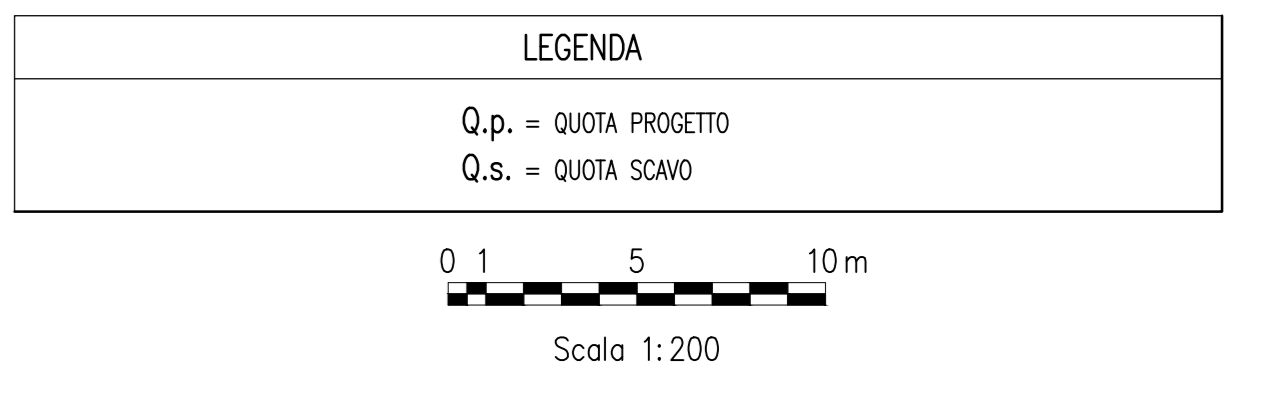 LEGENDA
Q.p. = QUOTA PROGETTO
Q.s. = QUOTA SCAVO
0 1 5 10 m
Scala 1:200